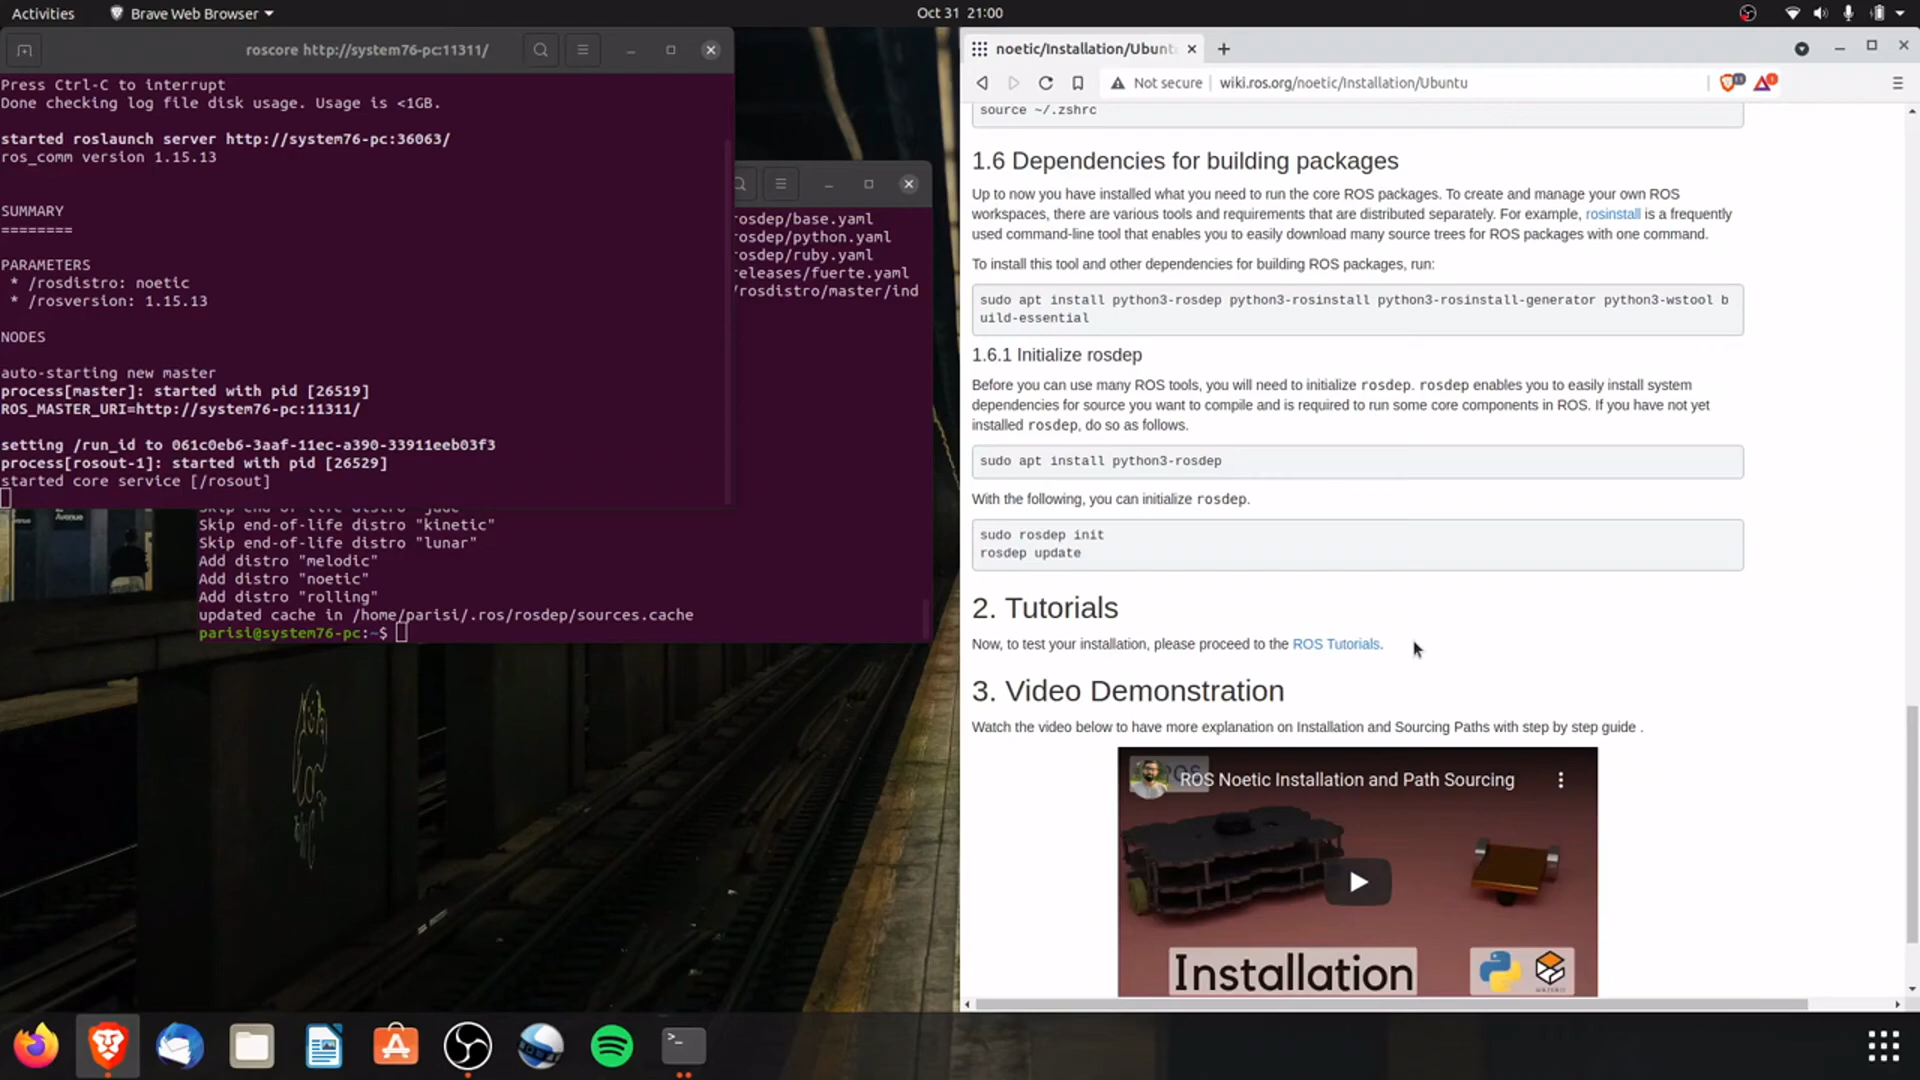 Activities
Brave Web Browser
Oct 31 21:00
roscore http://system76-pc:11311/
Press Ctrl-C to interrupt
Done checking log file disk usage. Usage is <1GB.
started roslaunch server http://system76-pc:36063/
ros_comm version 1.15.13
SUMMARY
========
PARAMETERS
* /rosdistro: noetic
* /rosversion: 1.15.13
NODES
auto-starting new master
process[master]: started with pid [26519]
ROS_MASTER_URI=http://system76-pc:11311/
setting /run_id to 061c0eb6-3aaf-11ec-a390-33911eeb03f3
process[rosout-1]: started with pid [26529]
started core service [/rosout]
rosdep/base.yaml
rosdep/python.yaml
rosdep/ruby.yaml
releases/fuerte.yaml
/rosdistro/master/ind
Skip end-of-life distro "jade"
Skip end-of-life distro "kinetic"
Skip end-of-life distro "lunar"
Add distro "melodic"
Add distro "noetic"
Add distro "rolling"
updated cache in /home/parisi/.ros/rosdep/sources.cache
parisi@system76-pc:~$
Avenue
noetic/Installation/Ubunt
Not secure
wiki.ros.org/noetic/Installation/Ubuntu
source ~/.zshrc
1.6 Dependencies for building packages
Up to now you have installed what you need to run the core ROS packages. To create and manage your own ROS
workspaces, there are various tools and requirements that are distributed separately. For example, rosinstall is a frequently
used command-line tool that enables you to easily download many source trees for ROS packages with one command.
To install this tool and other dependencies for building ROS packages, run:
sudo apt install python3-rosdep python3-rosinstall python3-rosinstall-generator python3-wstool b
uild-essential
1.6.1 Initialize rosdep
Before you can use many ROS tools, you will need to initialize rosdep. rosdep enables you to easily install system
dependencies for source you want to compile and is required to run some core components in ROS. If you have not yet
installed rosdep, do so as follows.
sudo apt install python3-rosdep
With the following, you can initialize rosdep.
sudo rosdep init
rosdep update
2. Tutorials
Now, to test your installation, please proceed to the ROS Tutorials.
3. Video Demonstration
Watch the video below to have more explanation on Installation and Sourcing Paths with step by step guide .
ROS Noetic Installation and Path Sourcing
Installation